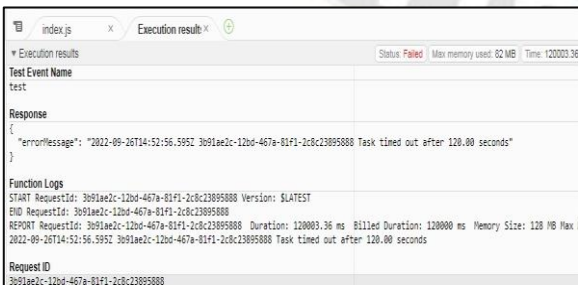 index.js × Execution result: ×
▾ Execution results Status: Failed Max memory used: 82 MB Time: 120003.36
Test Event Name
test
Response
{
"errorMessage": "2022-09-26T14:52:56.595Z 3b91ae2c-12bd-467a-81f1-2c8c23895888 Task timed out after 120.00 seconds"
}
Function Logs
START RequestId: 3b91ae2c-12bd-467a-81f1-2c8c23895888 Version: $LATEST
END RequestId: 3b91ae2c-12bd-467a-81f1-2c8c23895888
REPORT RequestId: 3b91ae2c-12bd-467a-81f1-2c8c23895888 Duration: 120003.36 ms Billed Duration: 120000 ms Memory Size: 128 MB Max
2022-09-26T14:52:56.595Z 3b91ae2c-12bd-467a-81f1-2c8c23895888 Task timed out after 120.00 seconds
Request ID
3b91ae2c-12bd-467a-81f1-2c8c23895888